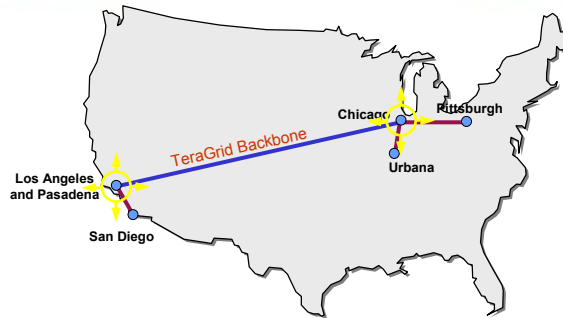 Chicago
Pittsburgh
TeraGrid Backbone
Urbana
Los Angeles
and Pasadena
San Diego